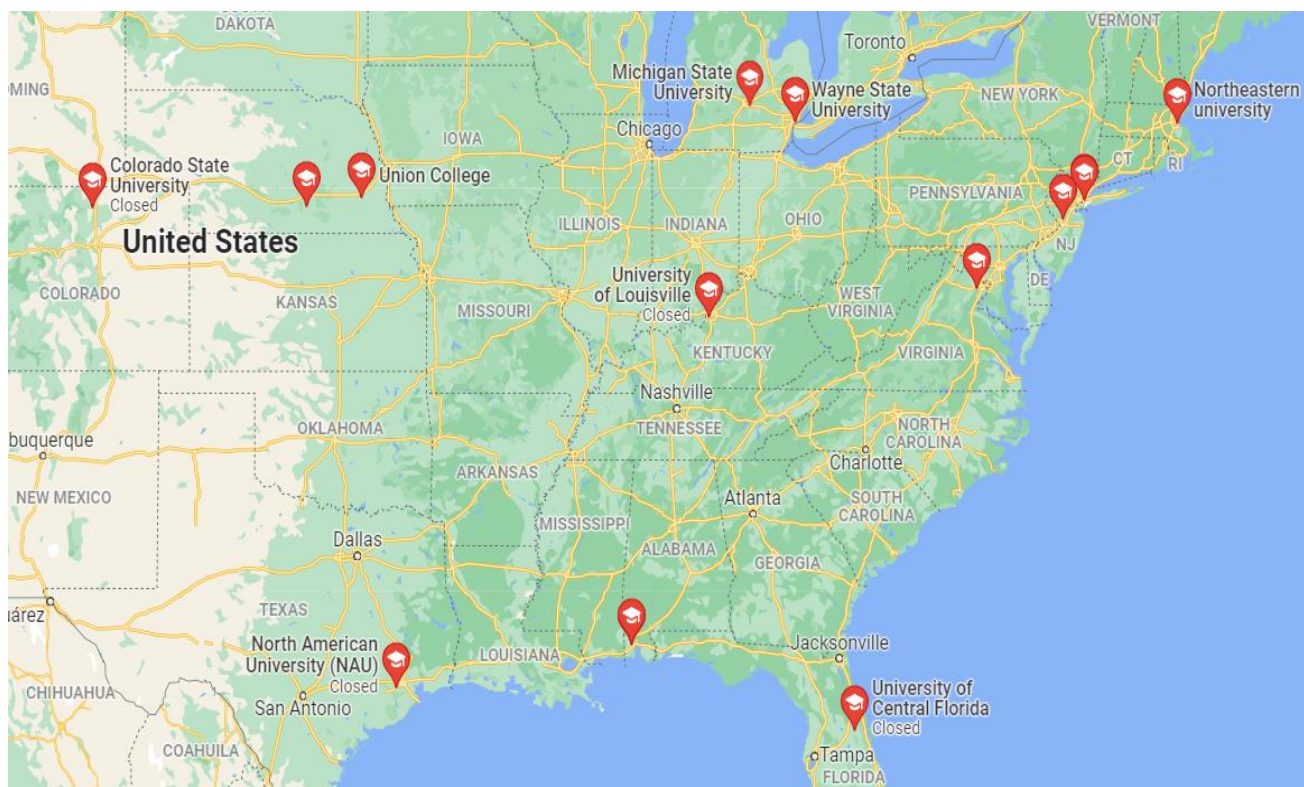 SOUTH
DAKOTA
VERMONT
Toronto
OMING
Michigan State
University
Wayne State
University
NEW YORK
Northeastern
university
IOWA
Chicago
Colorado State
University
Closed
Union College
CT
RI
PENNSYLVANIA
United States
ILLINOIS
INDIANA
OHIO
NJ
COLORADO
KANSAS
MISSOURI
University
of Louisville
Closed
WEST
VIRGINIA
DE
KENTUCKY
VIRGINIA
Nashville
TENNESSEE
OKLAHOMA
NORTH
CAROLINA
buquerque
ARKANSAS
Charlotte
NEW MEXICO
MISSISSIPPI
Atlanta
SOUTH
CAROLINA
Dallas
ALABAMA
GEORGIA
uárez
TEXAS
North American
University (NAU)
Closed
LOUISIANA
Jacksonville
CHIHUAHUA
San Antonio
University of
Central Florida
Closed
COAHUILA
Tampa
FLORIDA